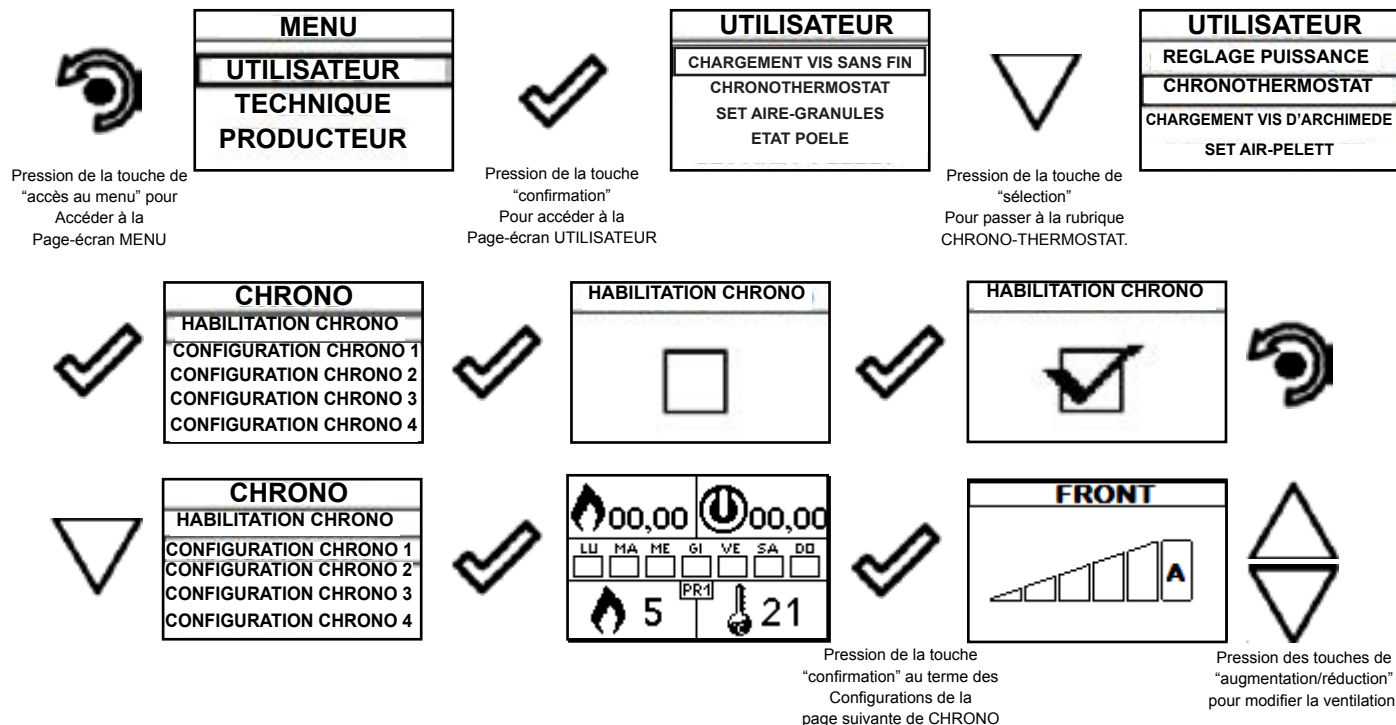 MENU
UTILISATEUR
TECHNIQUE
PRODUCTEUR
Pression de la touche de
“accès au menu” pour
Accéder à la
Page-écran MENU
UTILISATEUR
CHARGEMENT VIS SANS FIN
CHRONOTHERMOSTAT
SET AIRE-GRANULES
ETAT POELE
Pression de la touche
“confirmation”
Pour accéder à la
Page-écran UTILISATEUR
UTILISATEUR
REGLAGE PUISSANCE
CHRONOTHERMOSTAT
CHARGEMENT VIS D'ARCHIMEDE
SET AIR-PELETT
Pression de la touche de
“sélection”
Pour passer à la rubrique
CHRONO-THERMOSTAT.
CHRONO
HABILITATION CHRONO
CONFIGURATION CHRONO 1
CONFIGURATION CHRONO 2
CONFIGURATION CHRONO 3
CONFIGURATION CHRONO 4
HABILITATION CHRONO
HABILITATION CHRONO
CHRONO
HABILITATION CHRONO
CONFIGURATION CHRONO 1
CONFIGURATION CHRONO 2
CONFIGURATION CHRONO 3
CONFIGURATION CHRONO 4
00,00 00,00
LU MA ME GI VE SA DO
PR1
5 21
FRONT
A
Pression de la touche
“confirmation” au terme des
Configurations de la
page suivante de CHRONO
Pression des touches de
“augmentation/réduction”
pour modifier la ventilation